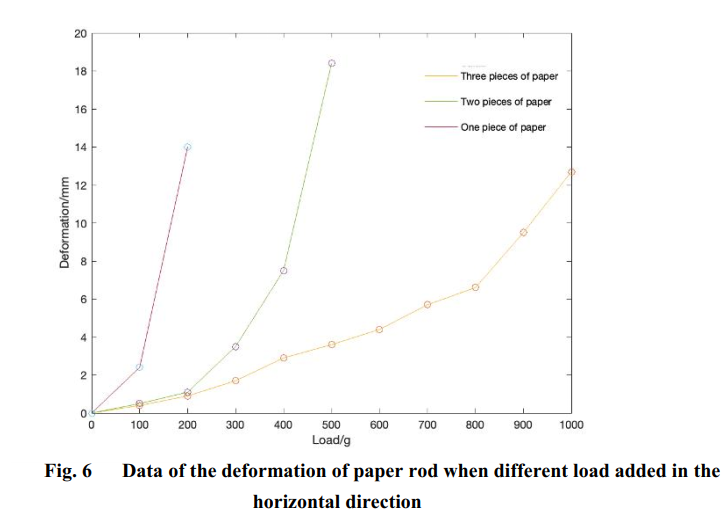 20
18
16
14
12
10
8
6
4
2
0
Deformation/mm
Three pieces of paper
Two pieces of paper
One piece of paper
0 100 200 300 400 500 600 700 800 900 1000
Load/g
Fig. 6 Data of the deformation of paper rod when different load added in the
horizontal direction